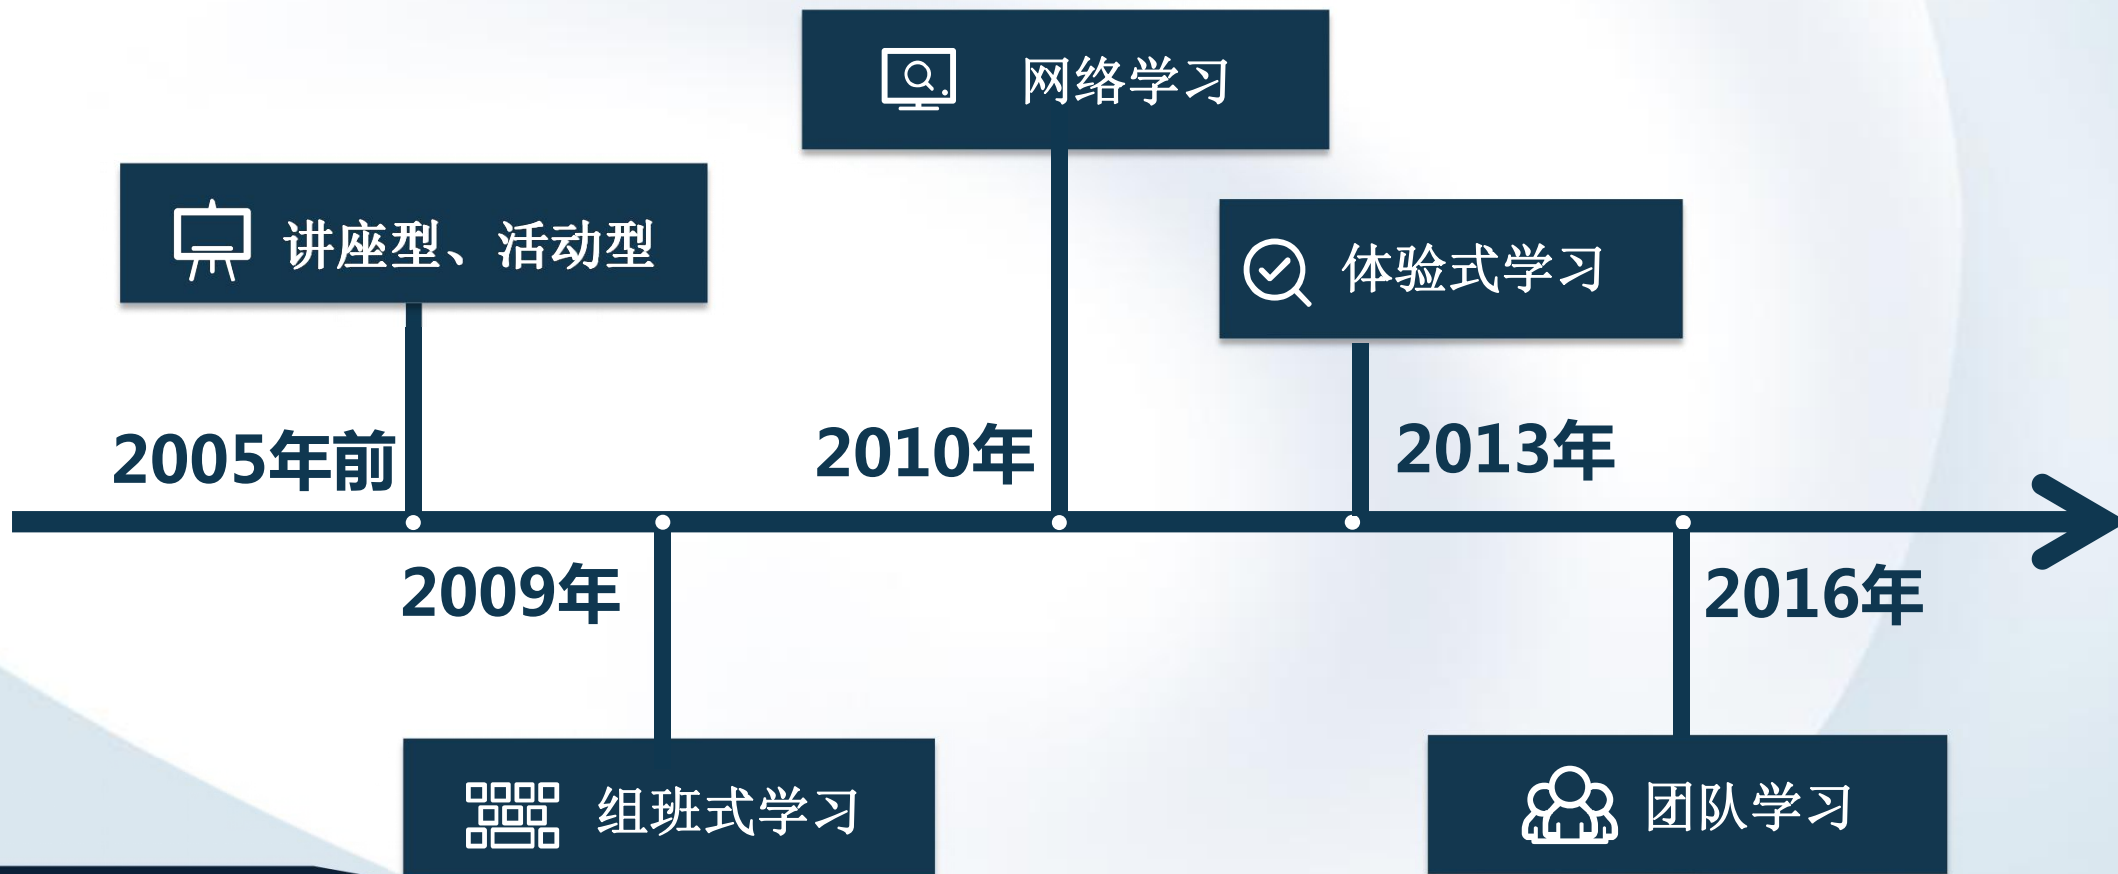 网络学习
讲座型、活动型
体验式学习
2005年前
2010年
2013年
2009年
2016年
组班式学习
团队学习